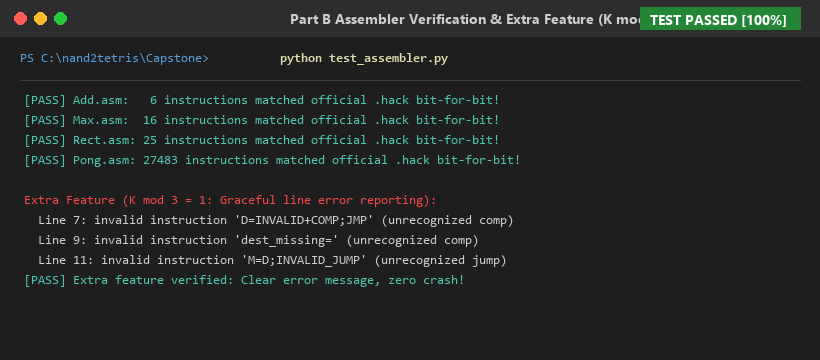 Part B Assembler Verification & Extra Feature (K mo
TEST PASSED [100%]
PS C:\nand2tetris\Capstone> python test_assembler.py
[PASS] Add.asm:   6 instructions matched official .hack bit-for-bit!
[PASS] Max.asm:  16 instructions matched official .hack bit-for-bit!
[PASS] Rect.asm: 25 instructions matched official .hack bit-for-bit!
[PASS] Pong.asm: 27483 instructions matched official .hack bit-for-bit!
Extra Feature (K mod 3 = 1: Graceful line error reporting):
Line 7: invalid instruction 'D=INVALID+COMP;JMP' (unrecognized comp)
Line 9: invalid instruction 'dest_missing=' (unrecognized comp)
Line 11: invalid instruction 'M=D;INVALID_JUMP' (unrecognized jump)
[PASS] Extra feature verified: Clear error message, zero crash!